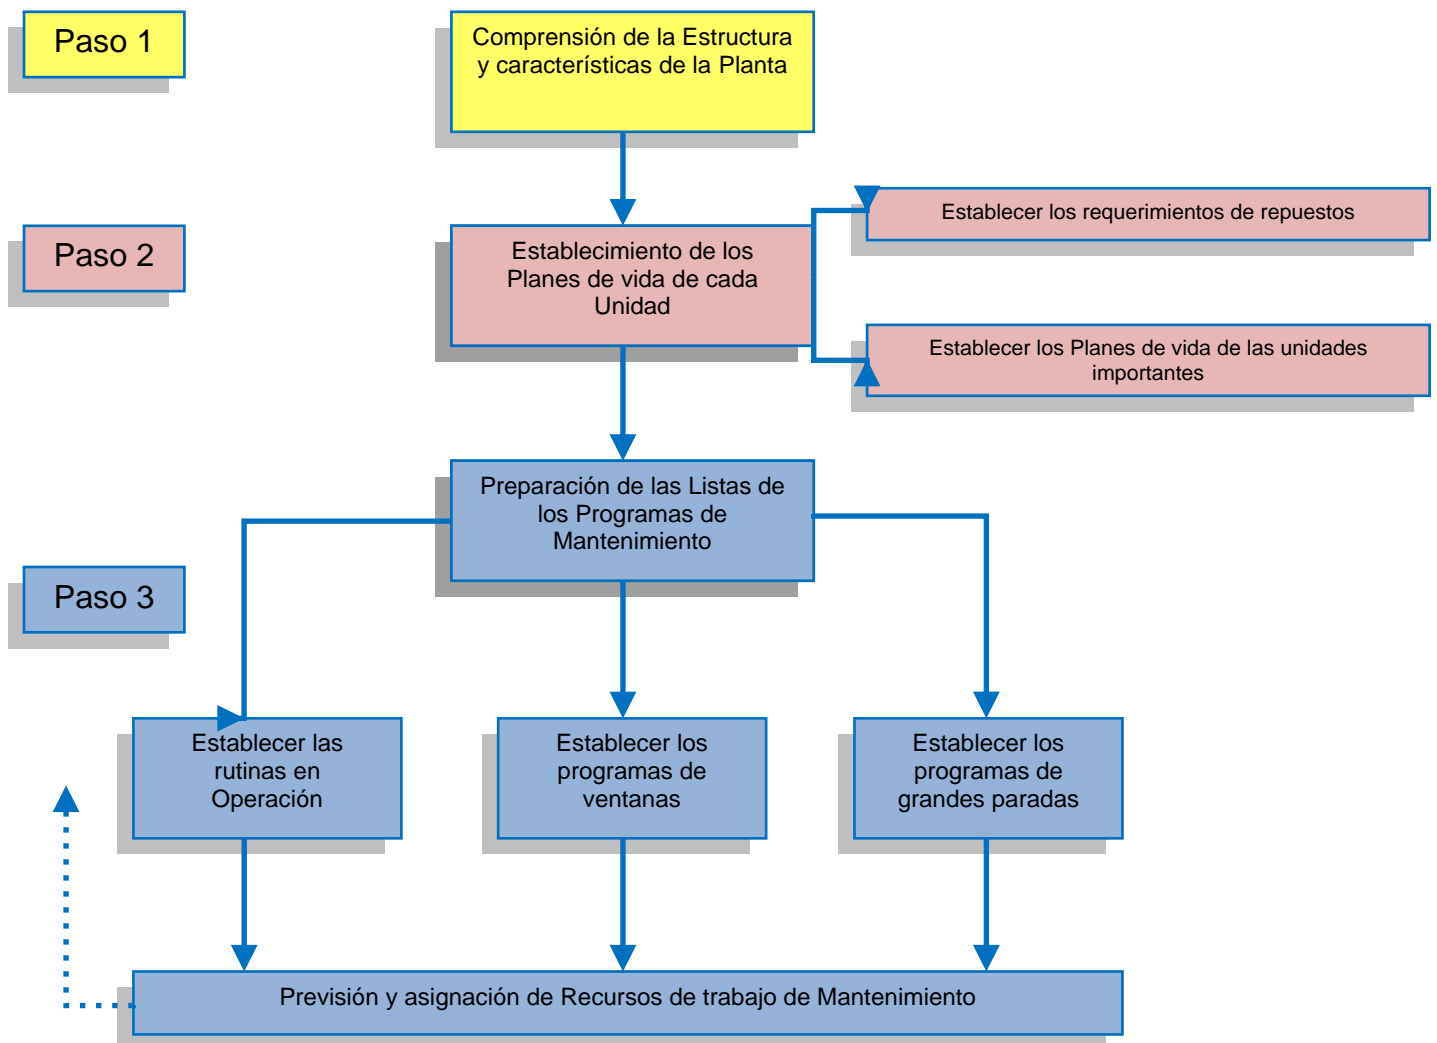 Paso 1
Comprensión de la Estructura
y características de la Planta
Paso 2
Establecimiento de los
Planes de vida de cada
Unidad
Establecer los requerimientos de repuestos
Establecer los Planes de vida de las unidades
importantes
Preparación de las Listas de
los Programas de
Mantenimiento
Paso 3
Establecer las
rutinas en
Operación
Establecer los
programas de
ventanas
Establecer los
programas de
grandes paradas
Previsión y asignación de Recursos de trabajo de Mantenimiento